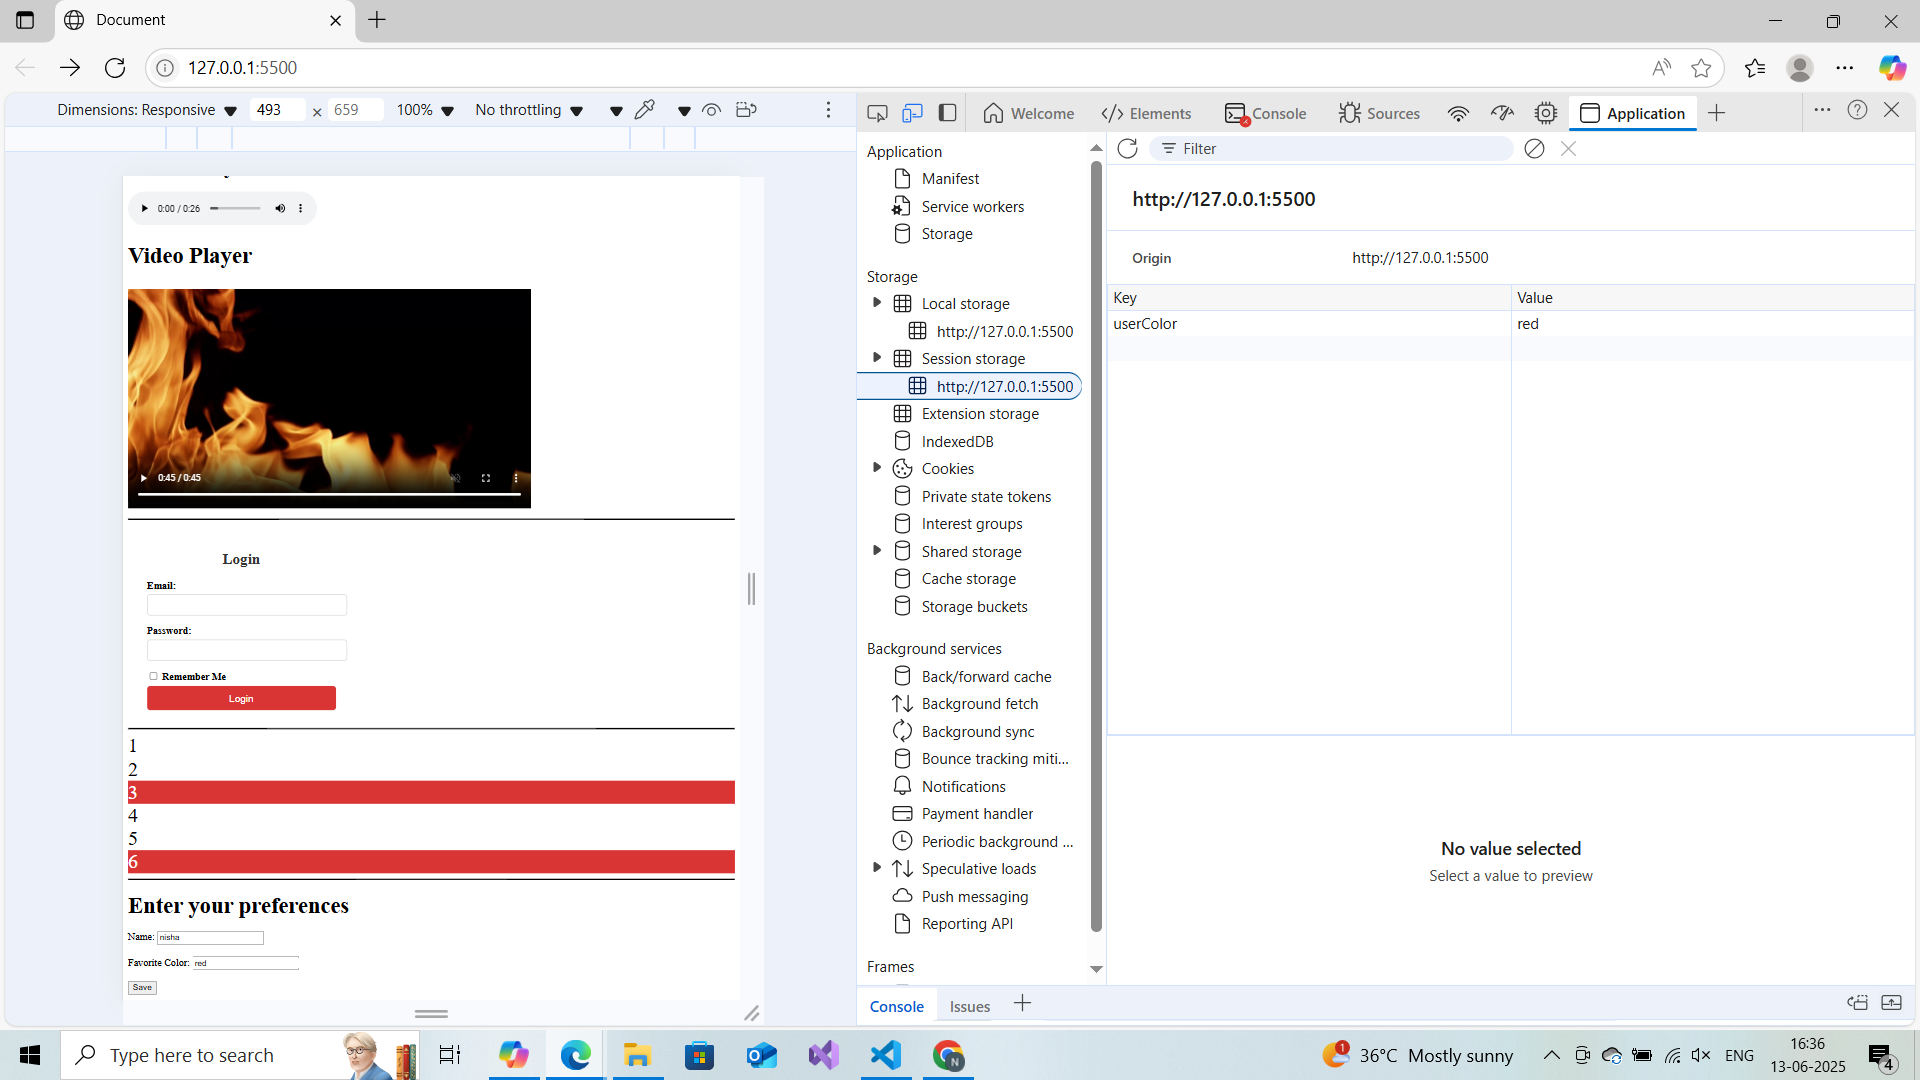 Document
127.0.0.1:5500
Dimensions: Responsive 493 × 659 100% No throttling
0:00 / 0:26
Video Player
0:45 / 0:45
Login
Email:
Password:
Remember Me
Login
1
2
3
4
5
6
Enter your preferences
Name: nisha
Favorite Color: red
Save
Welcome Elements Console Sources Application
Application
Manifest
Service workers
Storage
Storage
Local storage
http://127.0.0.1:5500
Session storage
http://127.0.0.1:5500
Extension storage
IndexedDB
Cookies
Private state tokens
Interest groups
Shared storage
Cache storage
Storage buckets
Background services
Back/forward cache
Background fetch
Background sync
Bounce tracking miti...
Notifications
Payment handler
Periodic background ...
Speculative loads
Push messaging
Reporting API
Frames
Filter
http://127.0.0.1:5500
Origin http://127.0.0.1:5500
Key Value
userColor red
No value selected
Select a value to preview
Console Issues
Type here to search
1 36°C Mostly sunny ENG 16:36
13-06-2025 4